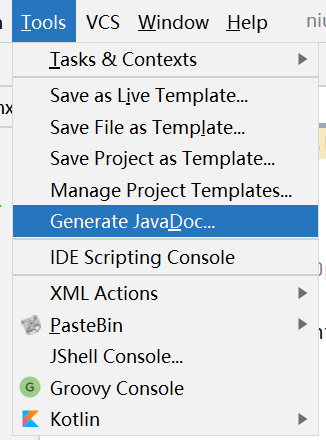 Tools VCS Window Help niu
Tasks & Contexts
Save as Live Template...
Save File as Template...
Save Project as Template...
Manage Project Templates...
Generate JavaDoc...
IDE Scripting Console
XML Actions
PasteBin
JShell Console...
G Groovy Console
Kotlin